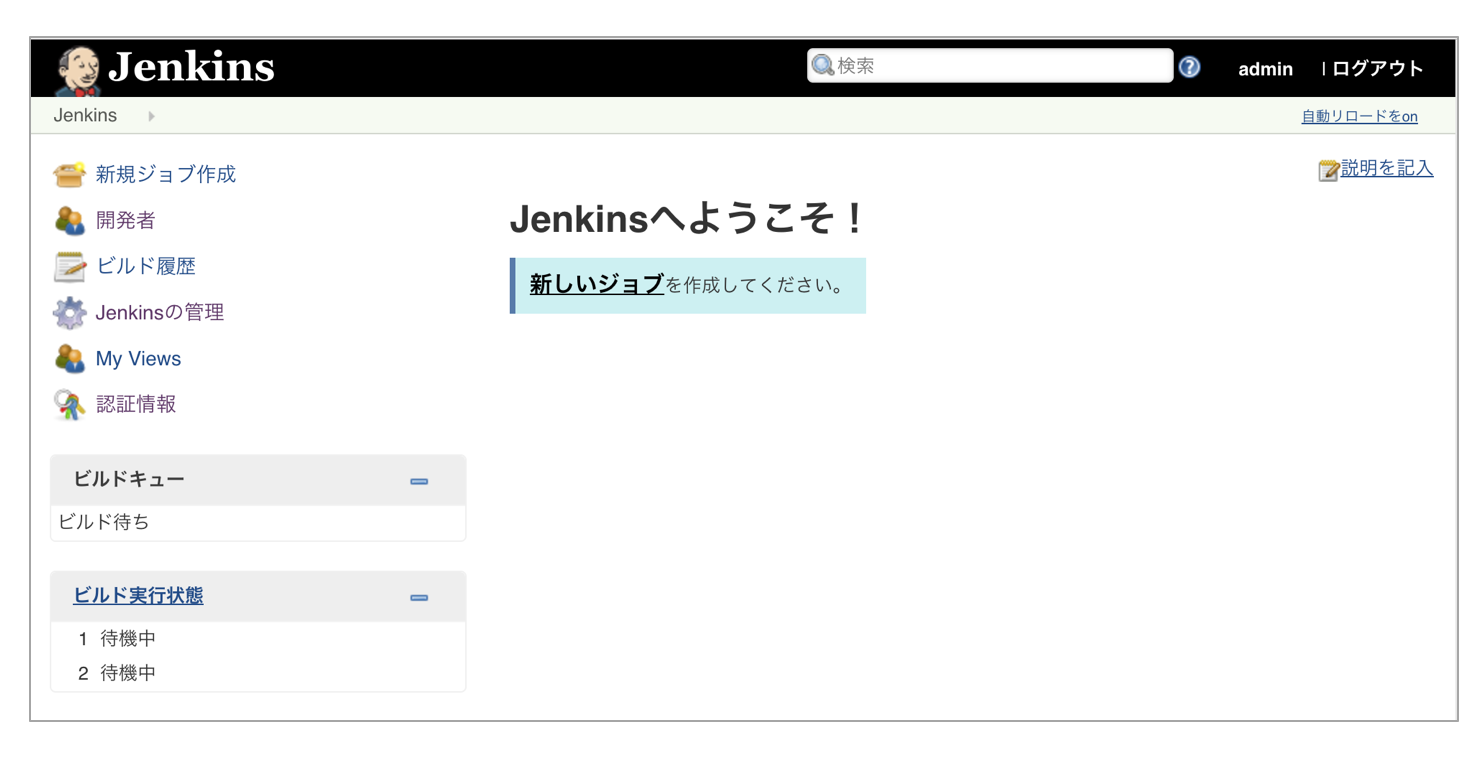 Jenkins
検索
admin
|ログアウト
Jenkins
自動リロードをon
新規ジョブ作成
開発者
ビルド履歴
Jenkinsの管理
My Views
認証情報
ビルドキュー
ビルド待ち
ビルド実行状態
1 待機中
2 待機中
説明を記入
Jenkinsへようこそ！
新しいジョブを作成してください。